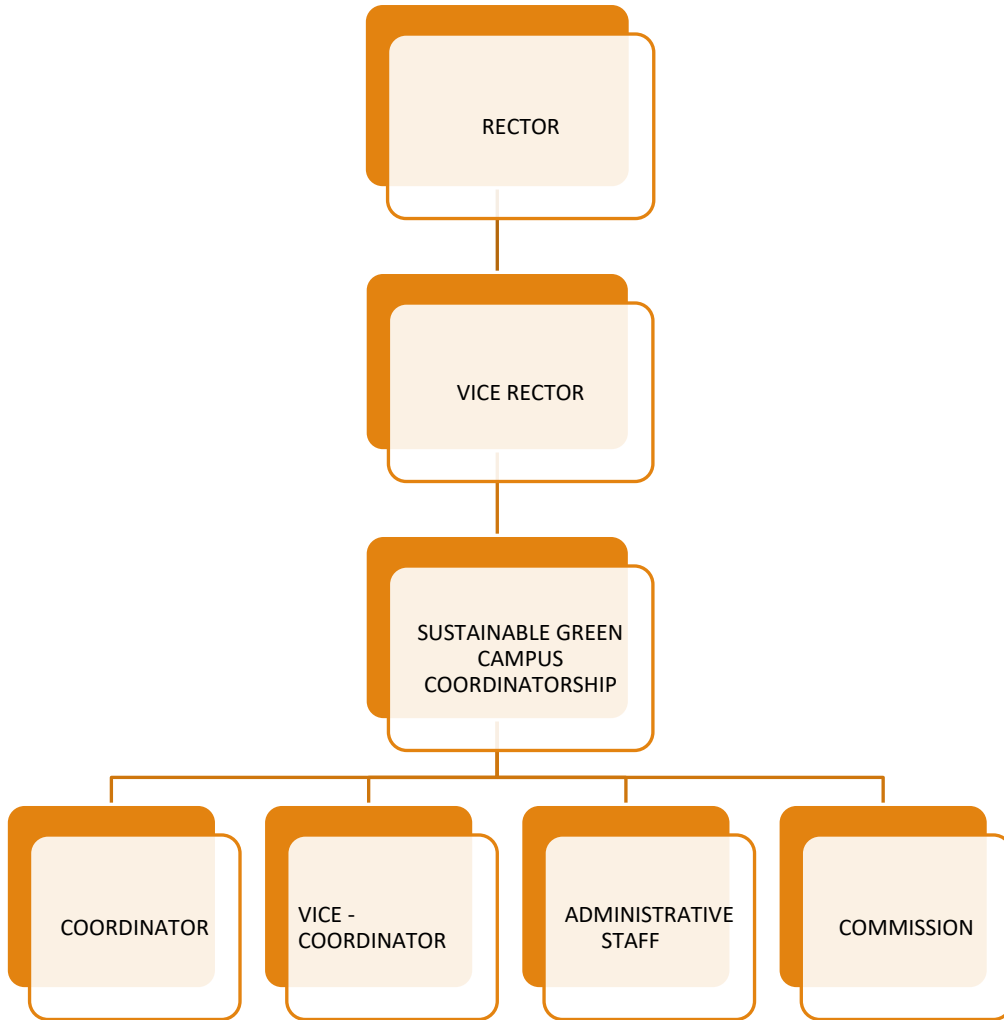 RECTOR
VICE RECTOR
SUSTAINABLE GREEN
CAMPUS
COORDINATORSHIP
COORDINATOR
VICE -
COORDINATOR
ADMINISTRATIVE
STAFF
COMMISSION